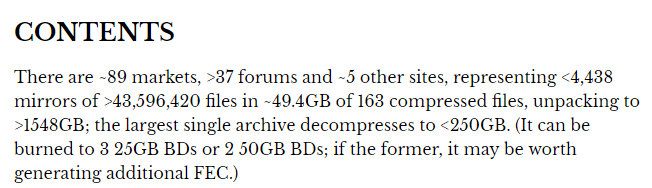 CONTENTS
There are ~89 markets, >37 forums and ~5 other sites, representing <4,438
mirrors of >43,596,420 files in ~49.4GB of 163 compressed files, unpacking to
>1548GB; the largest single archive decompresses to <250GB. (It can be
burned to 3 25GB BDs or 2 50GB BDs; if the former, it may be worth
generating additional FEC.)